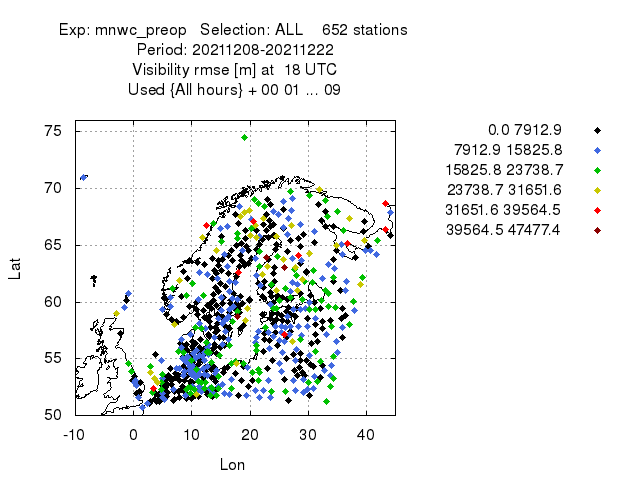 Exp: mnwc_preop   Selection: ALL    652 stations
Period: 20211208-20211222
Visibility rmse [m] at  18 UTC
Used {All hours} + 00 01 ... 09
0.0 7912.9
7912.9 15825.8
15825.8 23738.7
23738.7 31651.6
31651.6 39564.5
39564.5 47477.4
75
70
65
60
55
50
Lat
-10 0 10 20 30 40
Lon